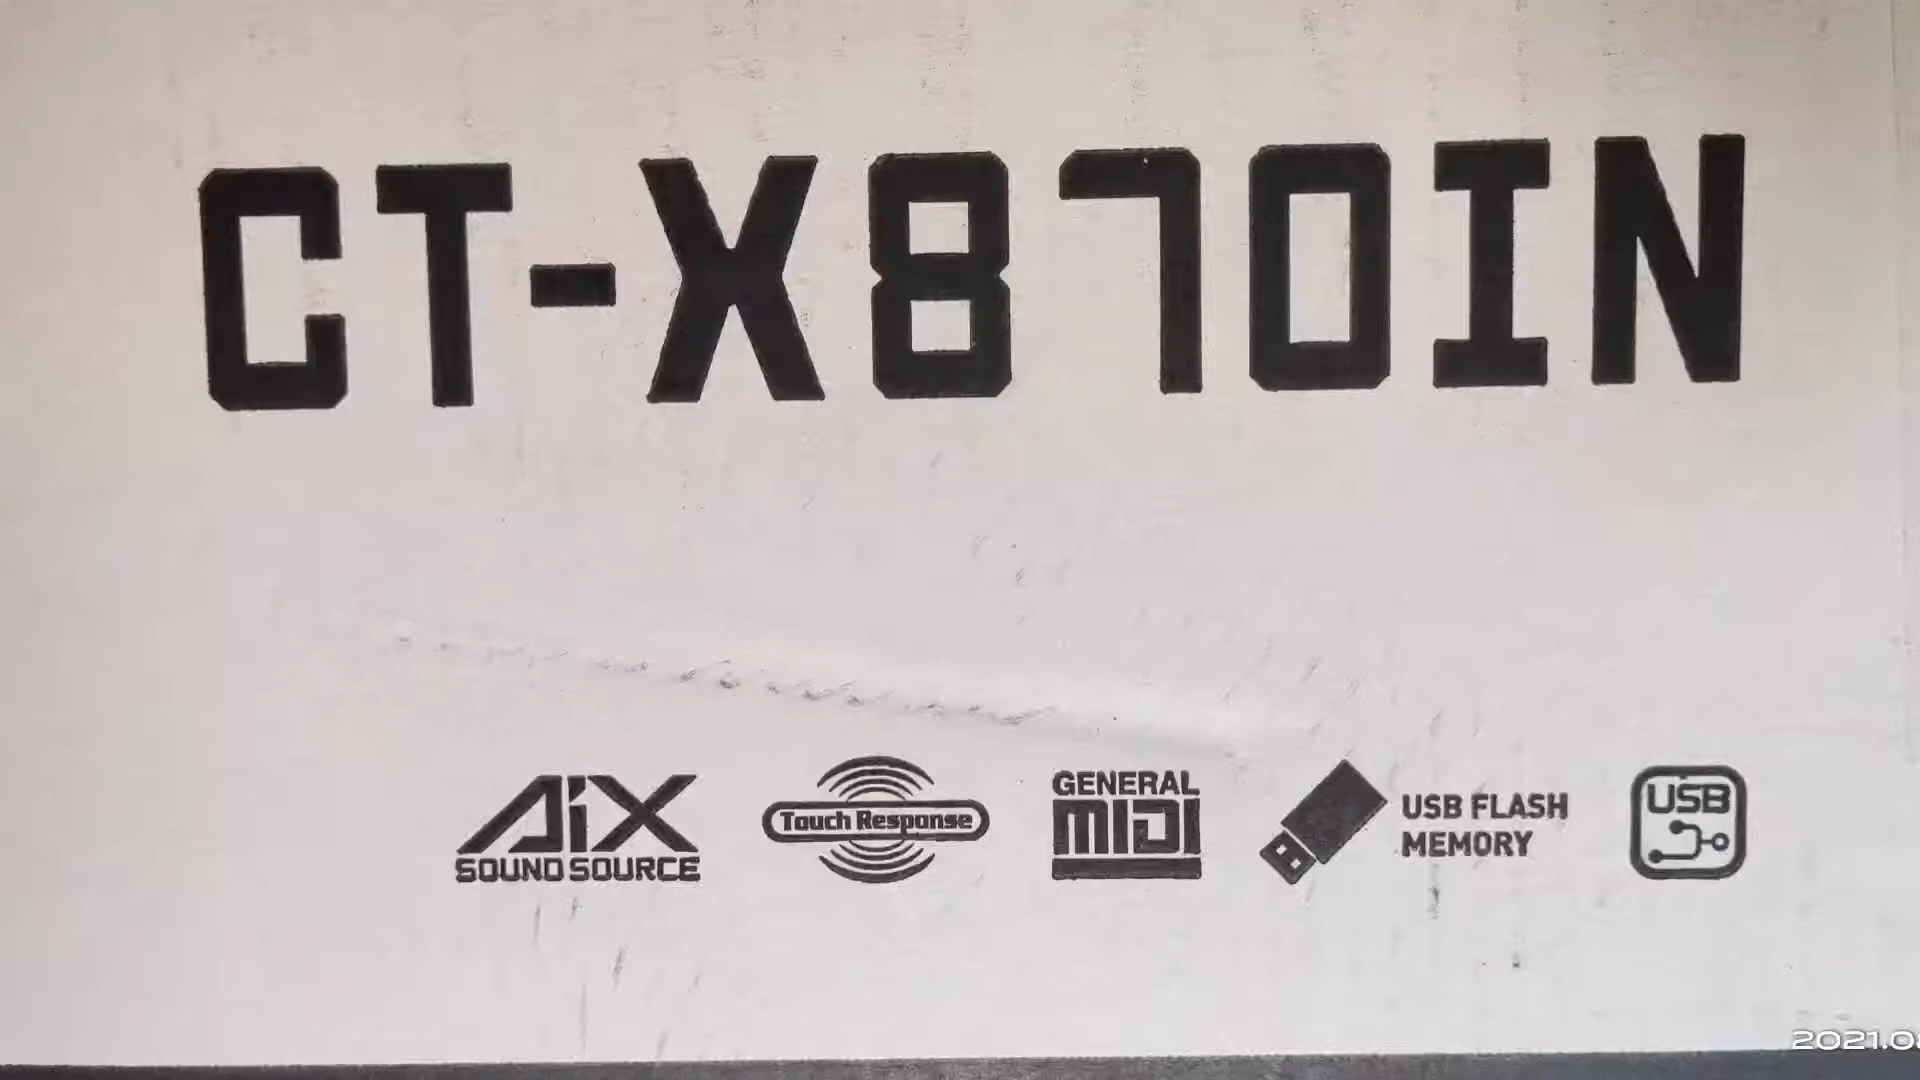 CT-X870IN
AiX
SOUND SOURCE
Touch Response
GENERAL
MIDI
USB FLASH
MEMORY
USB